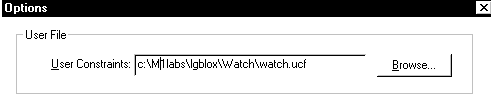 Options
User File
User Constraints: c:\M1labs\lgblox\Watch\watch.ucf Browse...